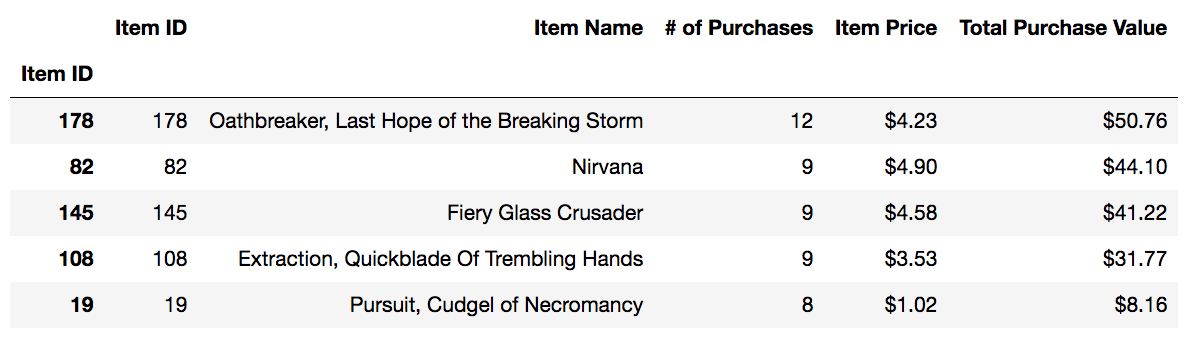 Item ID Item Name # of Purchases Item Price Total Purchase Value
Item ID
178 178 Oathbreaker, Last Hope of the Breaking Storm 12 $4.23 $50.76
82 82 Nirvana 9 $4.90 $44.10
145 145 Fiery Glass Crusader 9 $4.58 $41.22
108 108 Extraction, Quickblade Of Trembling Hands 9 $3.53 $31.77
19 19 Pursuit, Cudgel of Necromancy 8 $1.02 $8.16